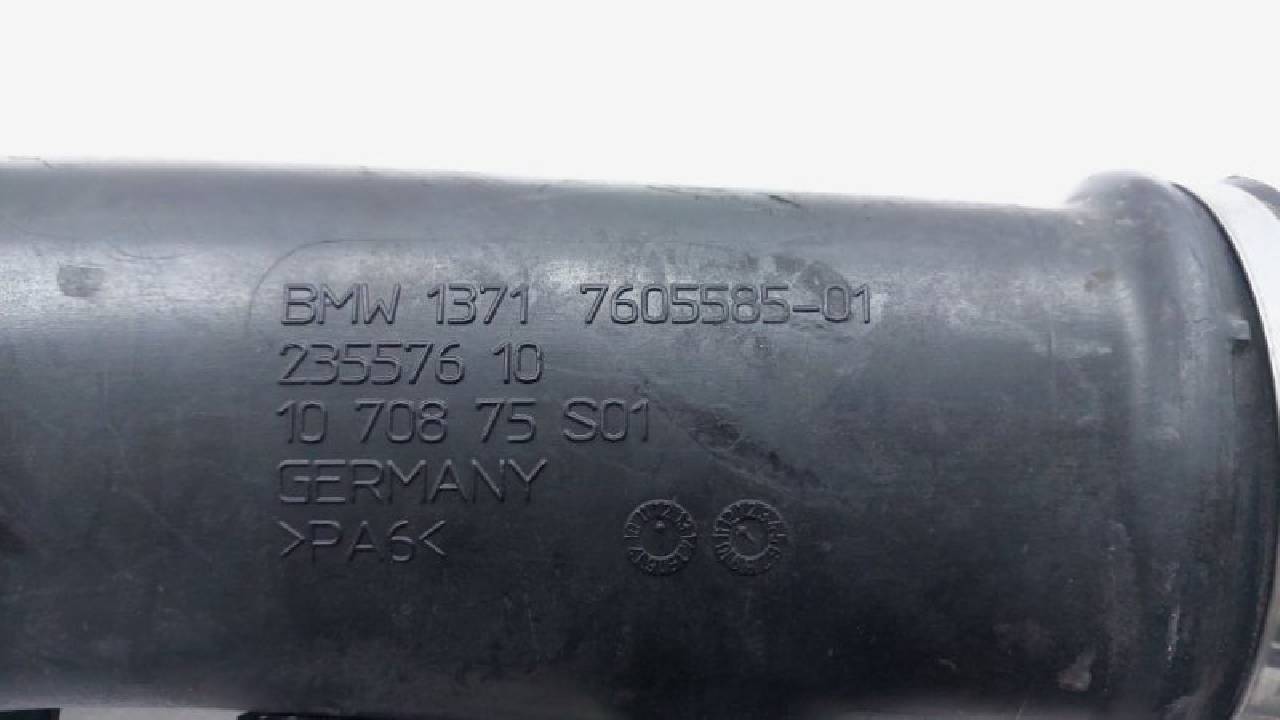 BMW 1371 7605585-01
235576 10
10 708 75 S01
GERMANY
>PA6<